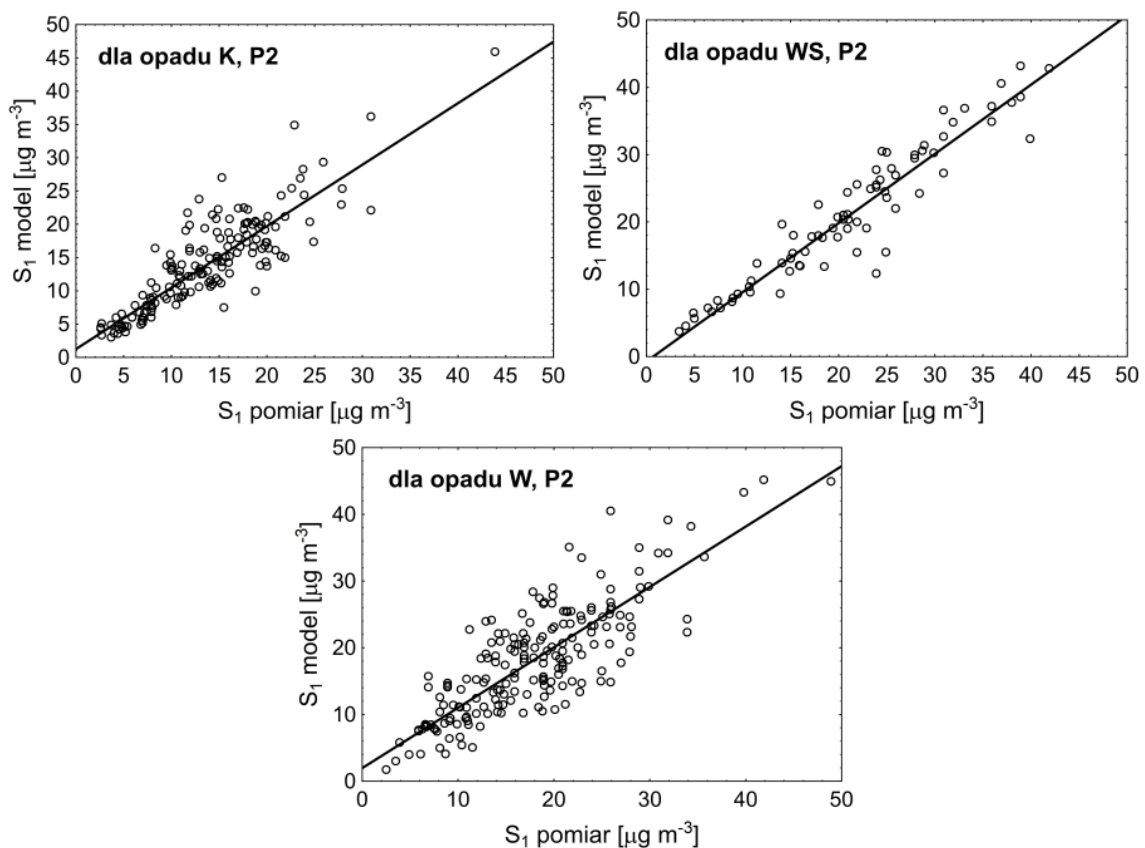 dla opadu K, P2
S₁ model [μg m⁻³]
50
45
40
35
30
25
20
15
10
5
0
0 5 10 15 20 25 30 35 40 45 50
S₁ pomiar [μg m⁻³]
dla opadu WS, P2
S₁ model [μg m⁻³]
50
40
30
20
10
0
0 5 10 15 20 25 30 35 40 45 50
S₁ pomiar [μg m⁻³]
dla opadu W, P2
S₁ model [μg m⁻³]
50
40
30
20
10
0
0 10 20 30 40 50
S₁ pomiar [μg m⁻³]